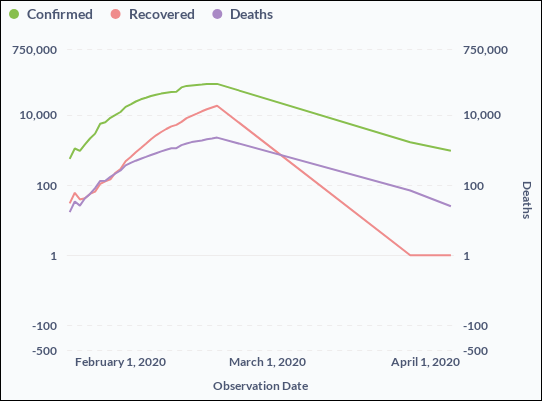 Confirmed Recovered Deaths
750,000 750,000
10,000 10,000
100 100
1 1
-100 -100
-500 -500
Deaths
February 1, 2020 March 1, 2020 April 1, 2020
Observation Date